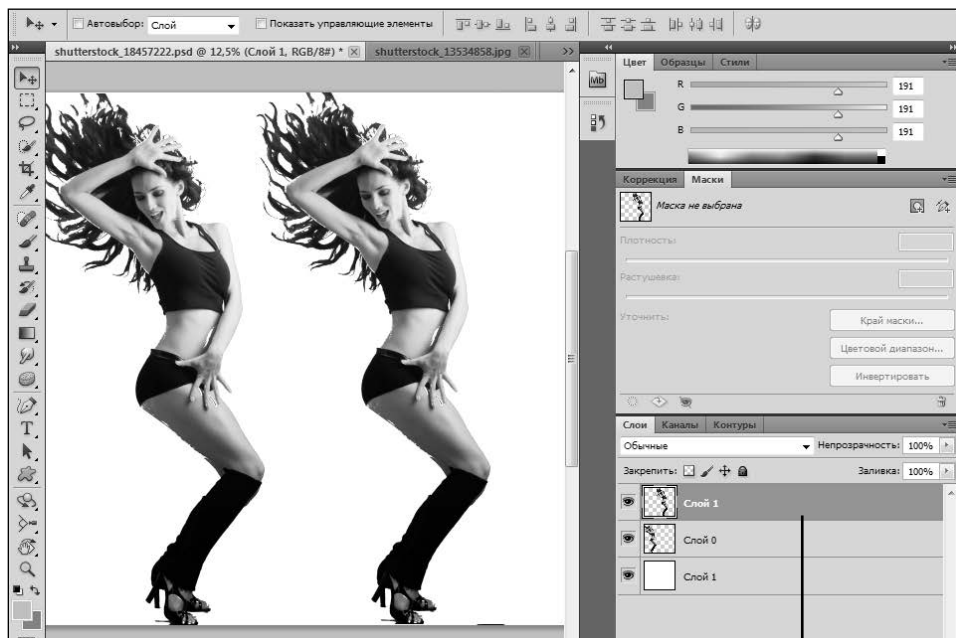 Автовыбор: Слой Показать управляющие элементы
shutterstock_18457222.psd @ 12,5% (Слой 1, RGB/8#) * shutterstock_13534858.jpg
Mb
Цвет Образцы Стили
R 191
G 191
B 191
Коррекция Маски
Маска не выбрана
Плотность:
Растушевка:
Уточнить: Край маски...
Цветовой диапазон...
Инвертировать
Слои Каналы Контуры
Обычные Непрозрачность: 100%
Закрепить: Заливка: 100%
Слой 1
Слой 0
Слой 1